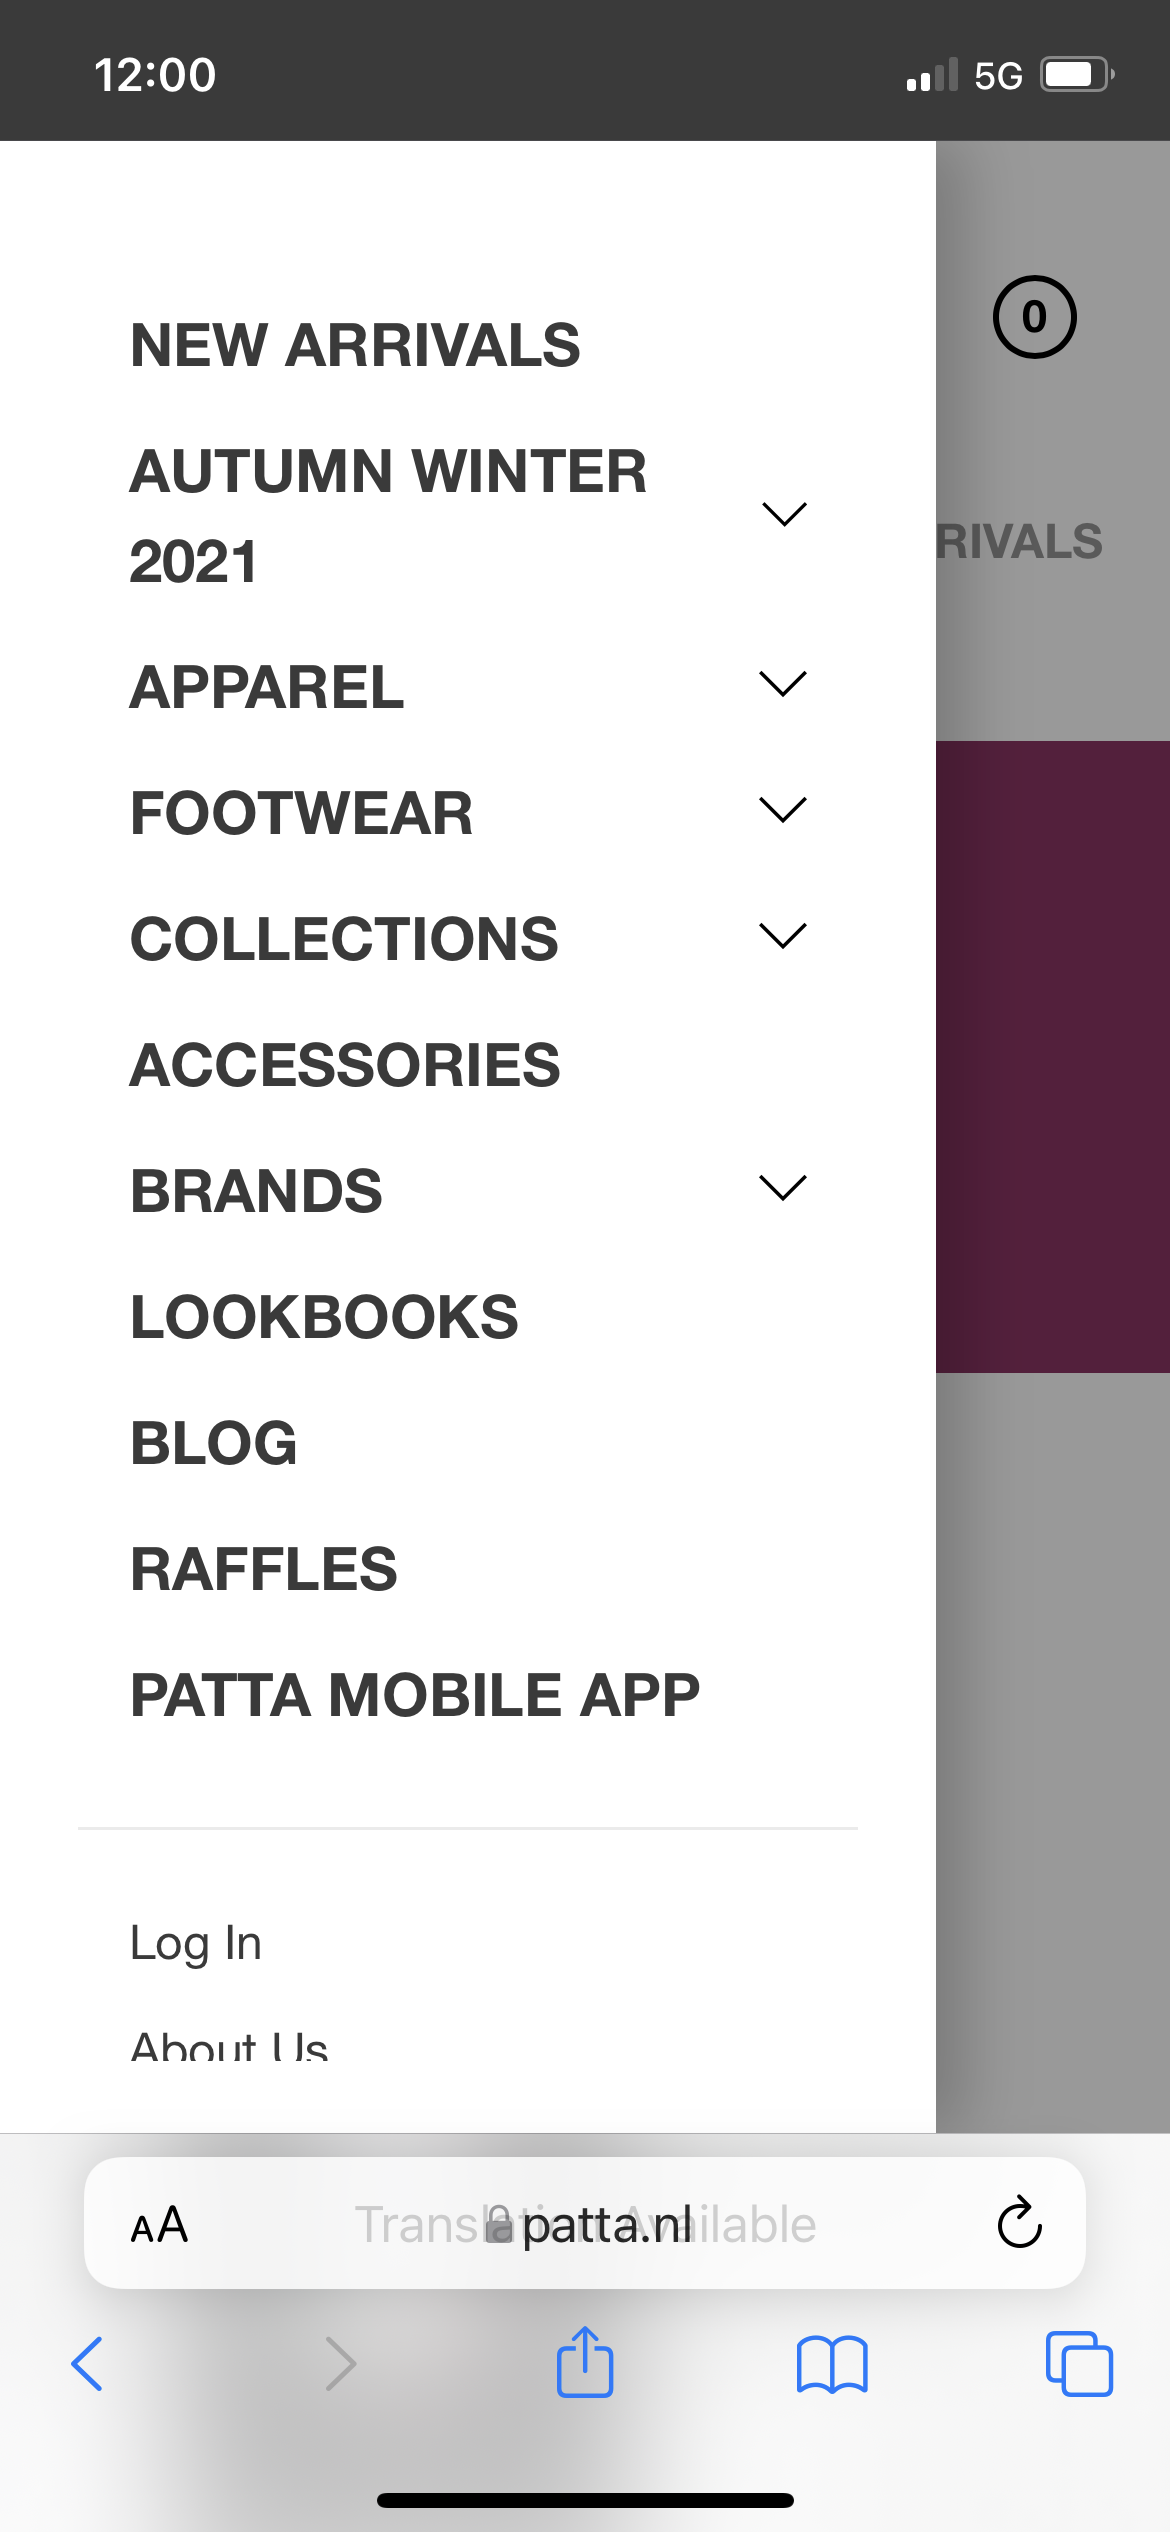 12:00
5G
0
NEW ARRIVALS
AUTUMN WINTER
2021
RIVALS
APPAREL
FOOTWEAR
COLLECTIONS
ACCESSORIES
BRANDS
LOOKBOOKS
BLOG
RAFFLES
PATTA MOBILE APP
Log In
About Us
AA
Translation Available
patta.nl